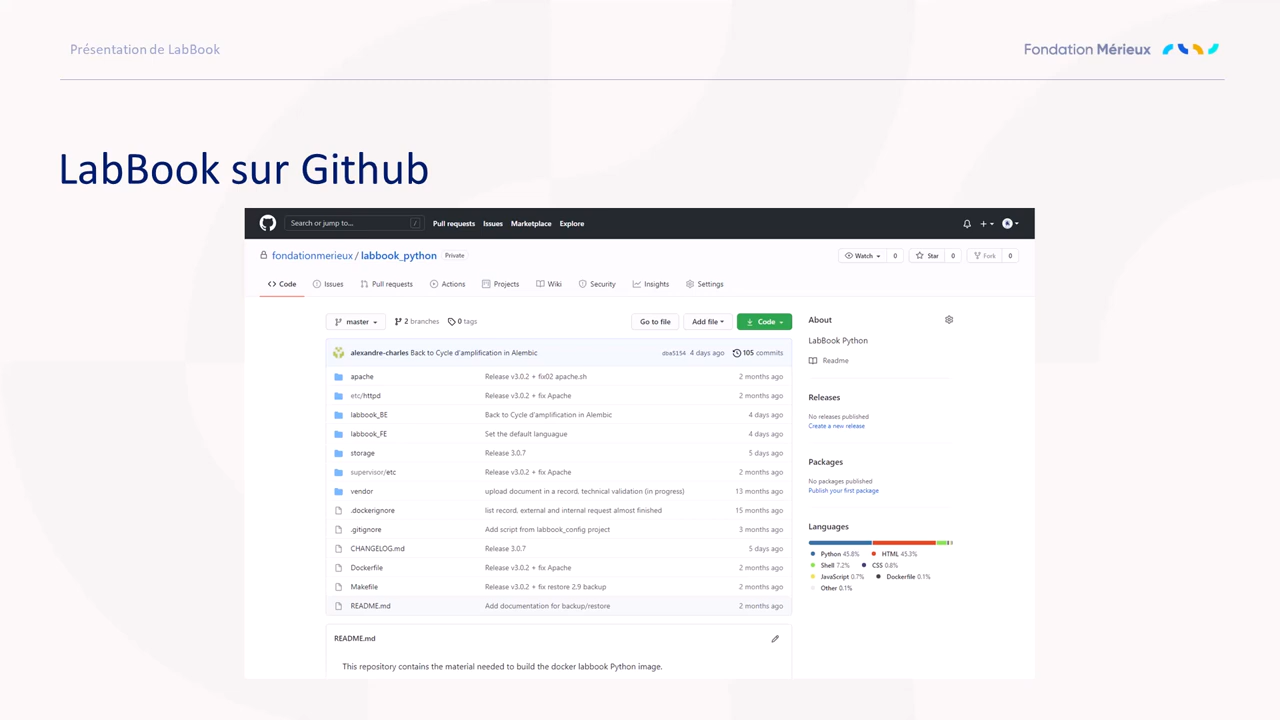 Présentation de LabBook
Fondation Mérieux
LabBook sur Github
Search or jump to... /
Pull requests Issues Marketplace Explore
fondationmerieux / labbook_python Private
Watch 0 Star 0 Fork 0
Code Issues Pull requests Actions Projects Wiki Security Insights Settings
master 2 branches 0 tags Go to file Add file Code
alexandre-charles Back to Cycle d'amplification in Alembic dba5154 4 days ago 105 commits
apache Release v3.0.2 + fix02 apache.sh 2 months ago
etc/httpd Release v3.0.2 + fix Apache 2 months ago
labbook_BE Back to Cycle d'amplification in Alembic 4 days ago
labbook_FE Set the default languague 4 days ago
storage Release 3.0.7 5 days ago
supervisor/etc Release v3.0.2 + fix Apache 2 months ago
vendor upload document in a record, technical validation (in progress) 13 months ago
.dockerignore list record, external and internal request almost finished 15 months ago
.gitignore Add script from labbook_config project 3 months ago
CHANGELOG.md Release 3.0.7 5 days ago
Dockerfile Release v3.0.2 + fix Apache 2 months ago
Makefile Release v3.0.2 + fix restore 2.9 backup 2 months ago
README.md Add documentation for backup/restore 2 months ago
README.md
This repository contains the material needed to build the docker labbook Python image.
About
LabBook Python
Readme
Releases
No releases published
Create a new release
Packages
No packages published
Publish your first package
Languages
Python 45.8% HTML 45.3%
Shell 7.2% CSS 0.8%
JavaScript 0.7% Dockerfile 0.1%
Other 0.1%